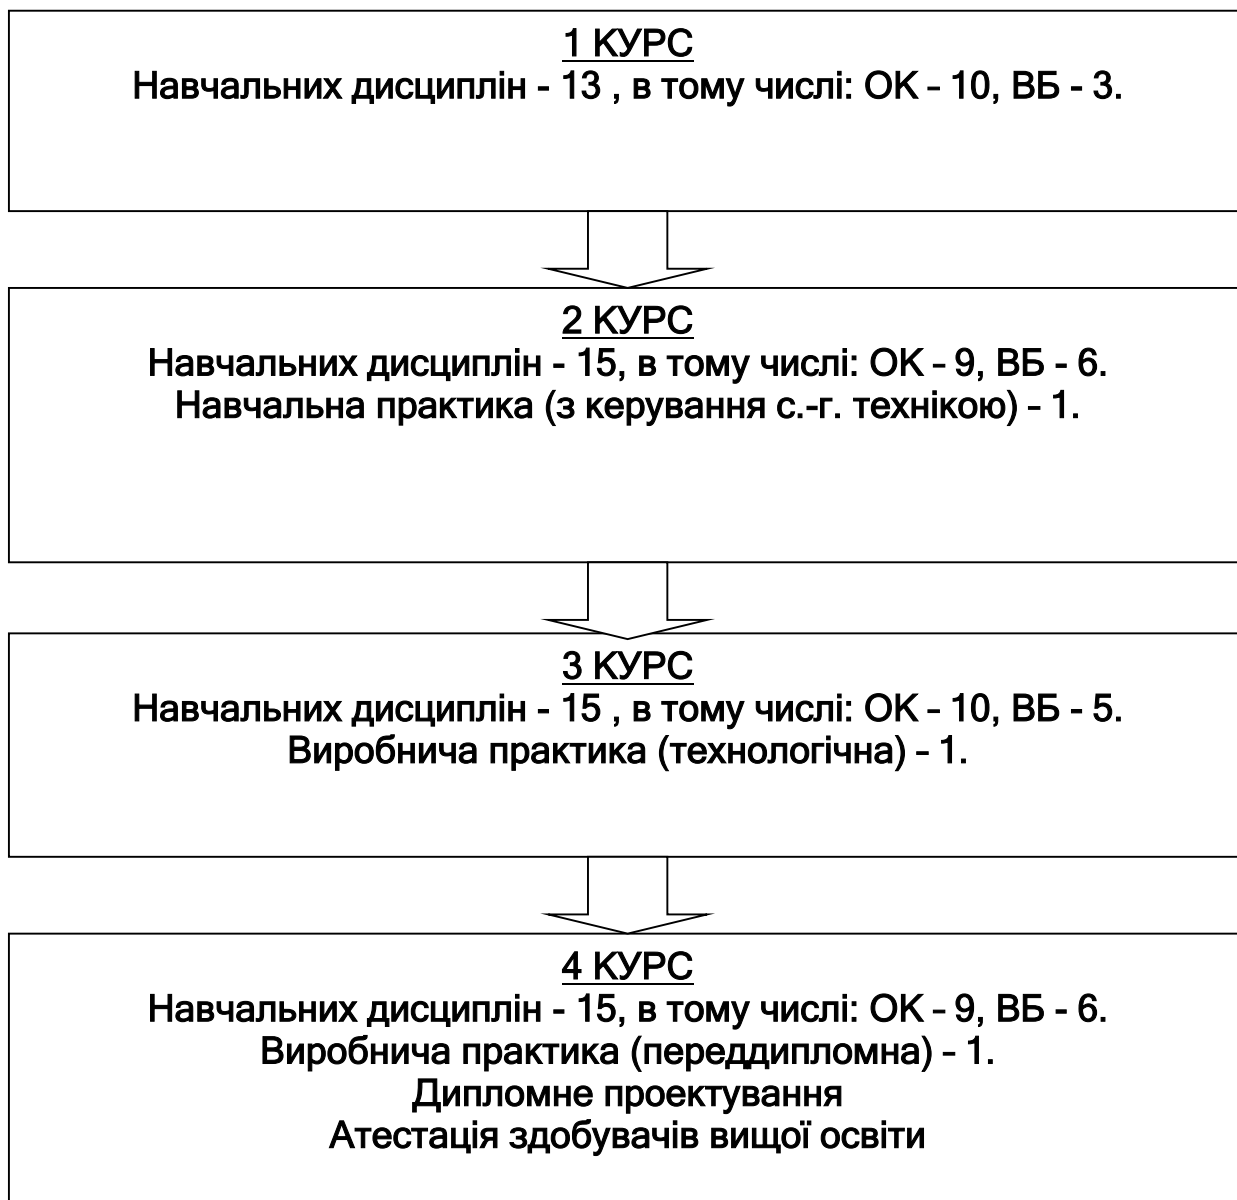 1 КУРС
Навчальних дисциплін - 13 , в тому числі: ОК – 10, ВБ - 3.
2 КУРС
Навчальних дисциплін - 15, в тому числі: ОК – 9, ВБ - 6.
Навчальна практика (з керування с.-г. технікою) – 1.
3 КУРС
Навчальних дисциплін - 15 , в тому числі: ОК – 10, ВБ - 5.
Виробнича практика (технологічна) – 1.
4 КУРС
Навчальних дисциплін - 15, в тому числі: ОК – 9, ВБ - 6.
Виробнича практика (переддипломна) – 1.
Дипломне проектування
Атестація здобувачів вищої освіти